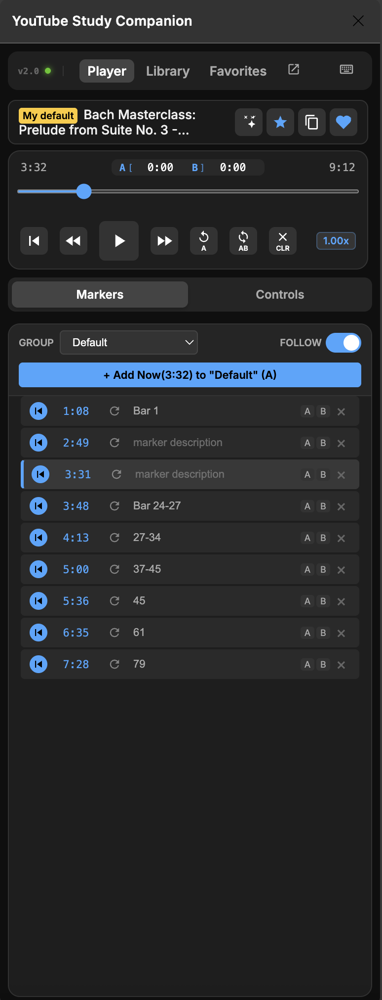 YouTube Study Companion
v2.0 Player Library Favorites
My default Bach Masterclass:
Prelude from Suite No. 3 -...
3:32 A [ 0:00 B ] 0:00 9:12
A AB CLR 1.00x
Markers Controls
GROUP Default FOLLOW
+ Add Now(3:32) to "Default" (A)
1:08 Bar 1 A B
2:49 marker description A B
3:31 marker description A B
3:48 Bar 24-27 A B
4:13 27-34 A B
5:00 37-45 A B
5:36 45 A B
6:35 61 A B
7:28 79 A B